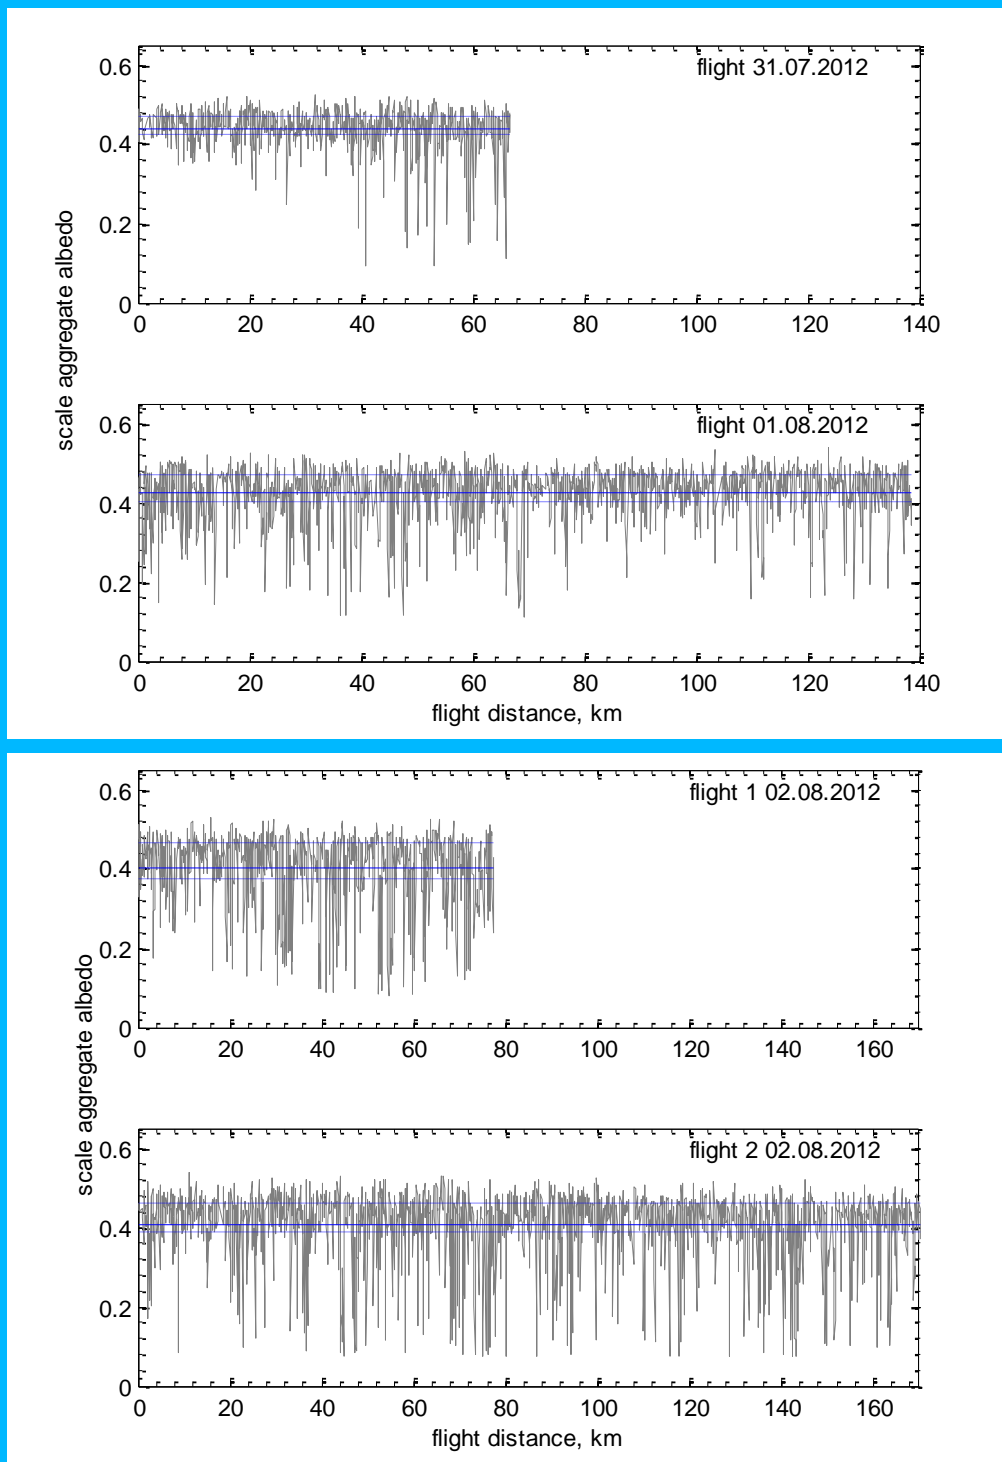 flight 31.07.2012
0.6
0.4
0.2
0
0 20 40 60 80 100 120 140
scale aggregate albedo
flight 01.08.2012
0.6
0.4
0.2
0
0 20 40 60 80 100 120 140
flight distance, km
flight 1 02.08.2012
0.6
0.4
0.2
0
0 20 40 60 80 100 120 140 160
scale aggregate albedo
flight 2 02.08.2012
0.6
0.4
0.2
0
0 20 40 60 80 100 120 140 160
flight distance, km